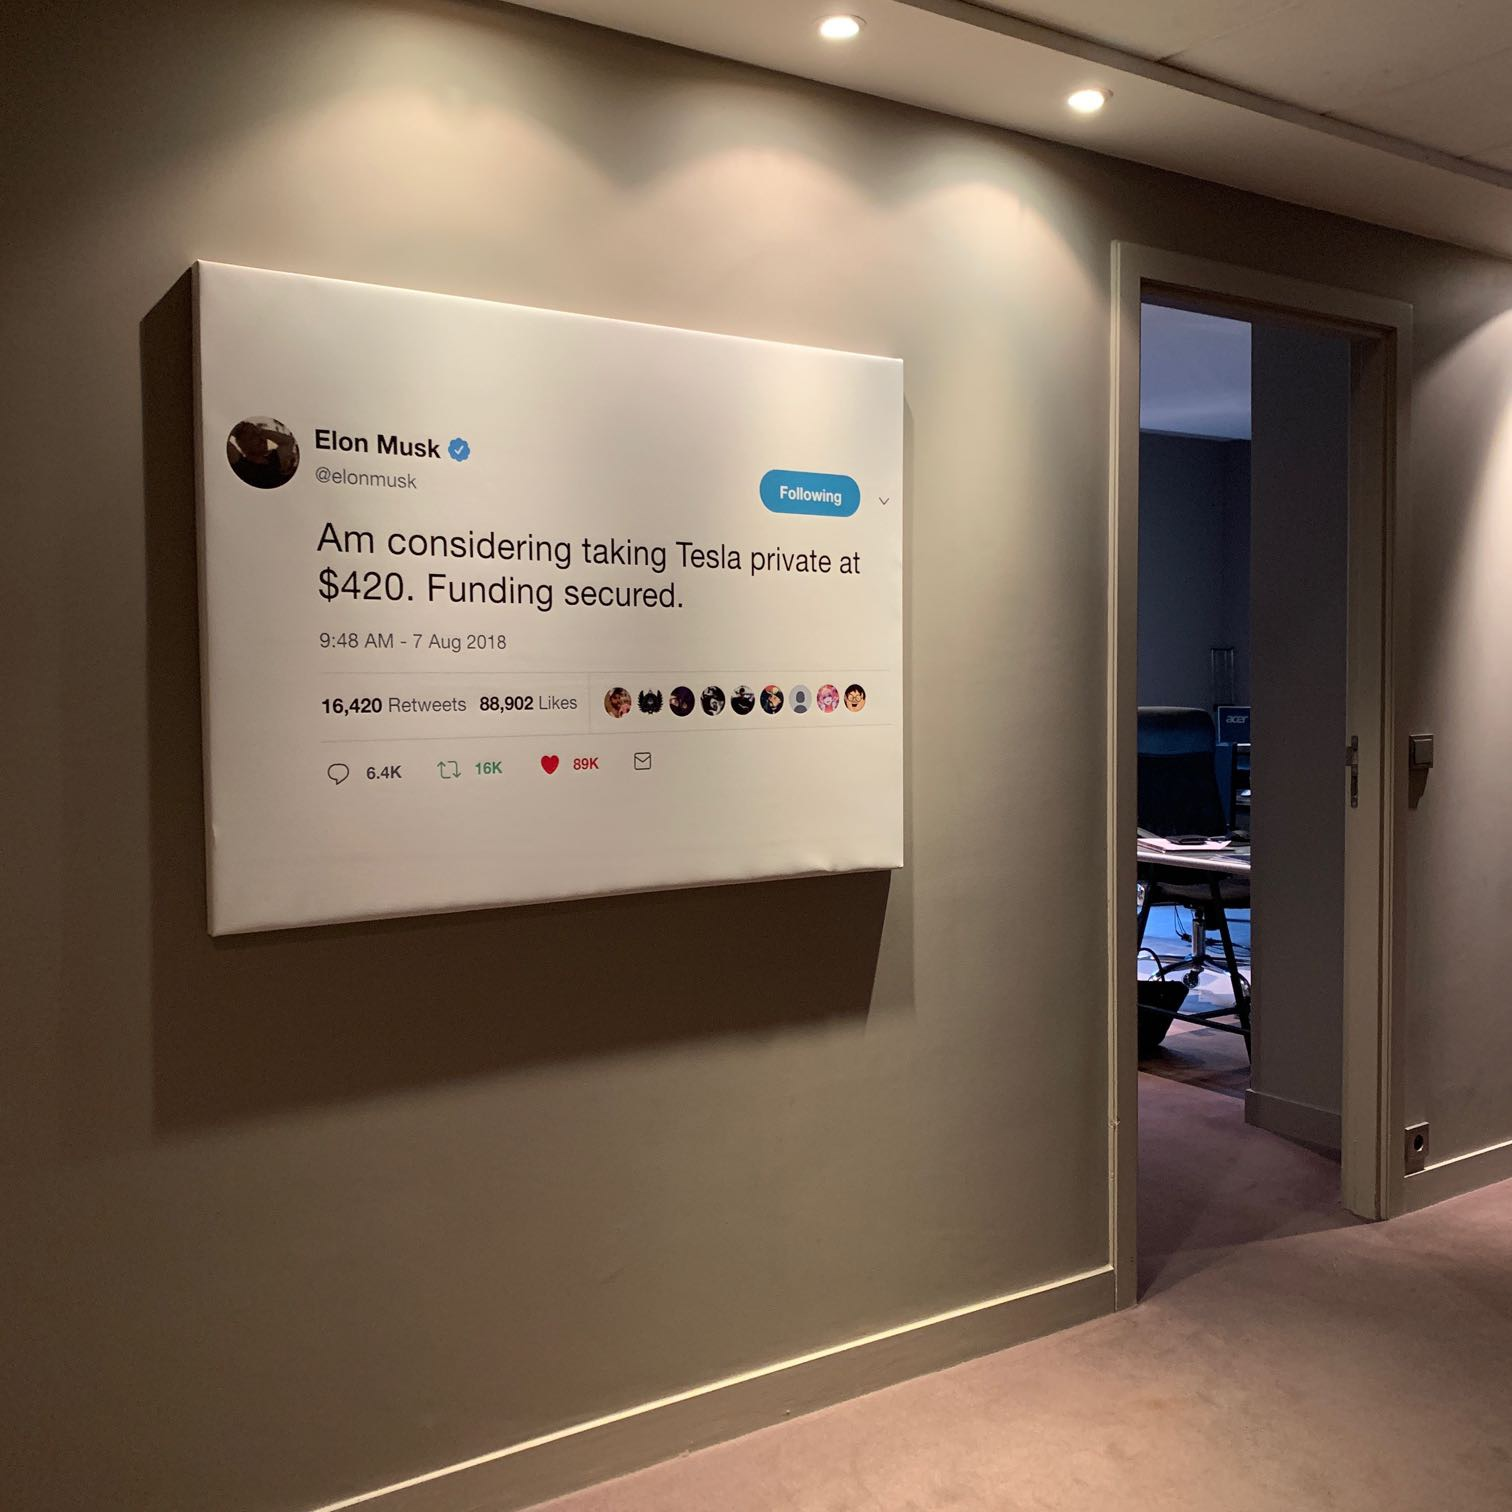 Elon Musk
@elonmusk
Following
Am considering taking Tesla private at
$420. Funding secured.
9:48 AM - 7 Aug 2018
16,420 Retweets 88,902 Likes
6.4K 16K 89K
acer